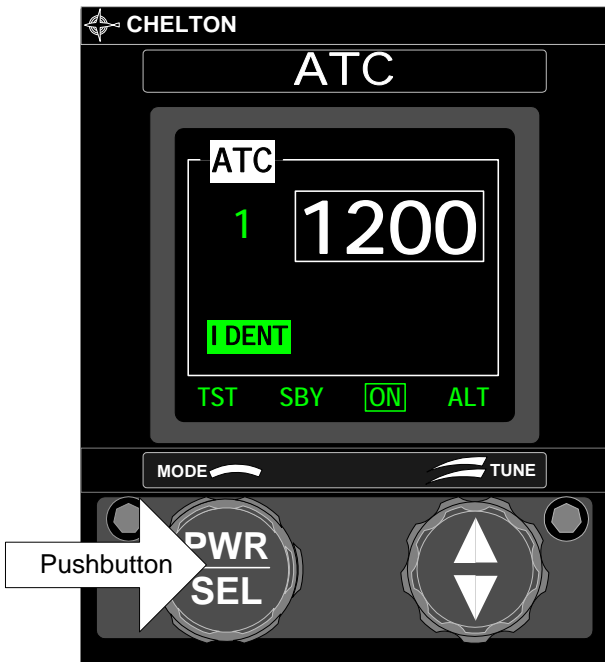 CHELTON
ATC
ATC
1 1200
IDENT
TST SBY ON ALT
MODE TUNE
Pushbutton
PWR
SEL